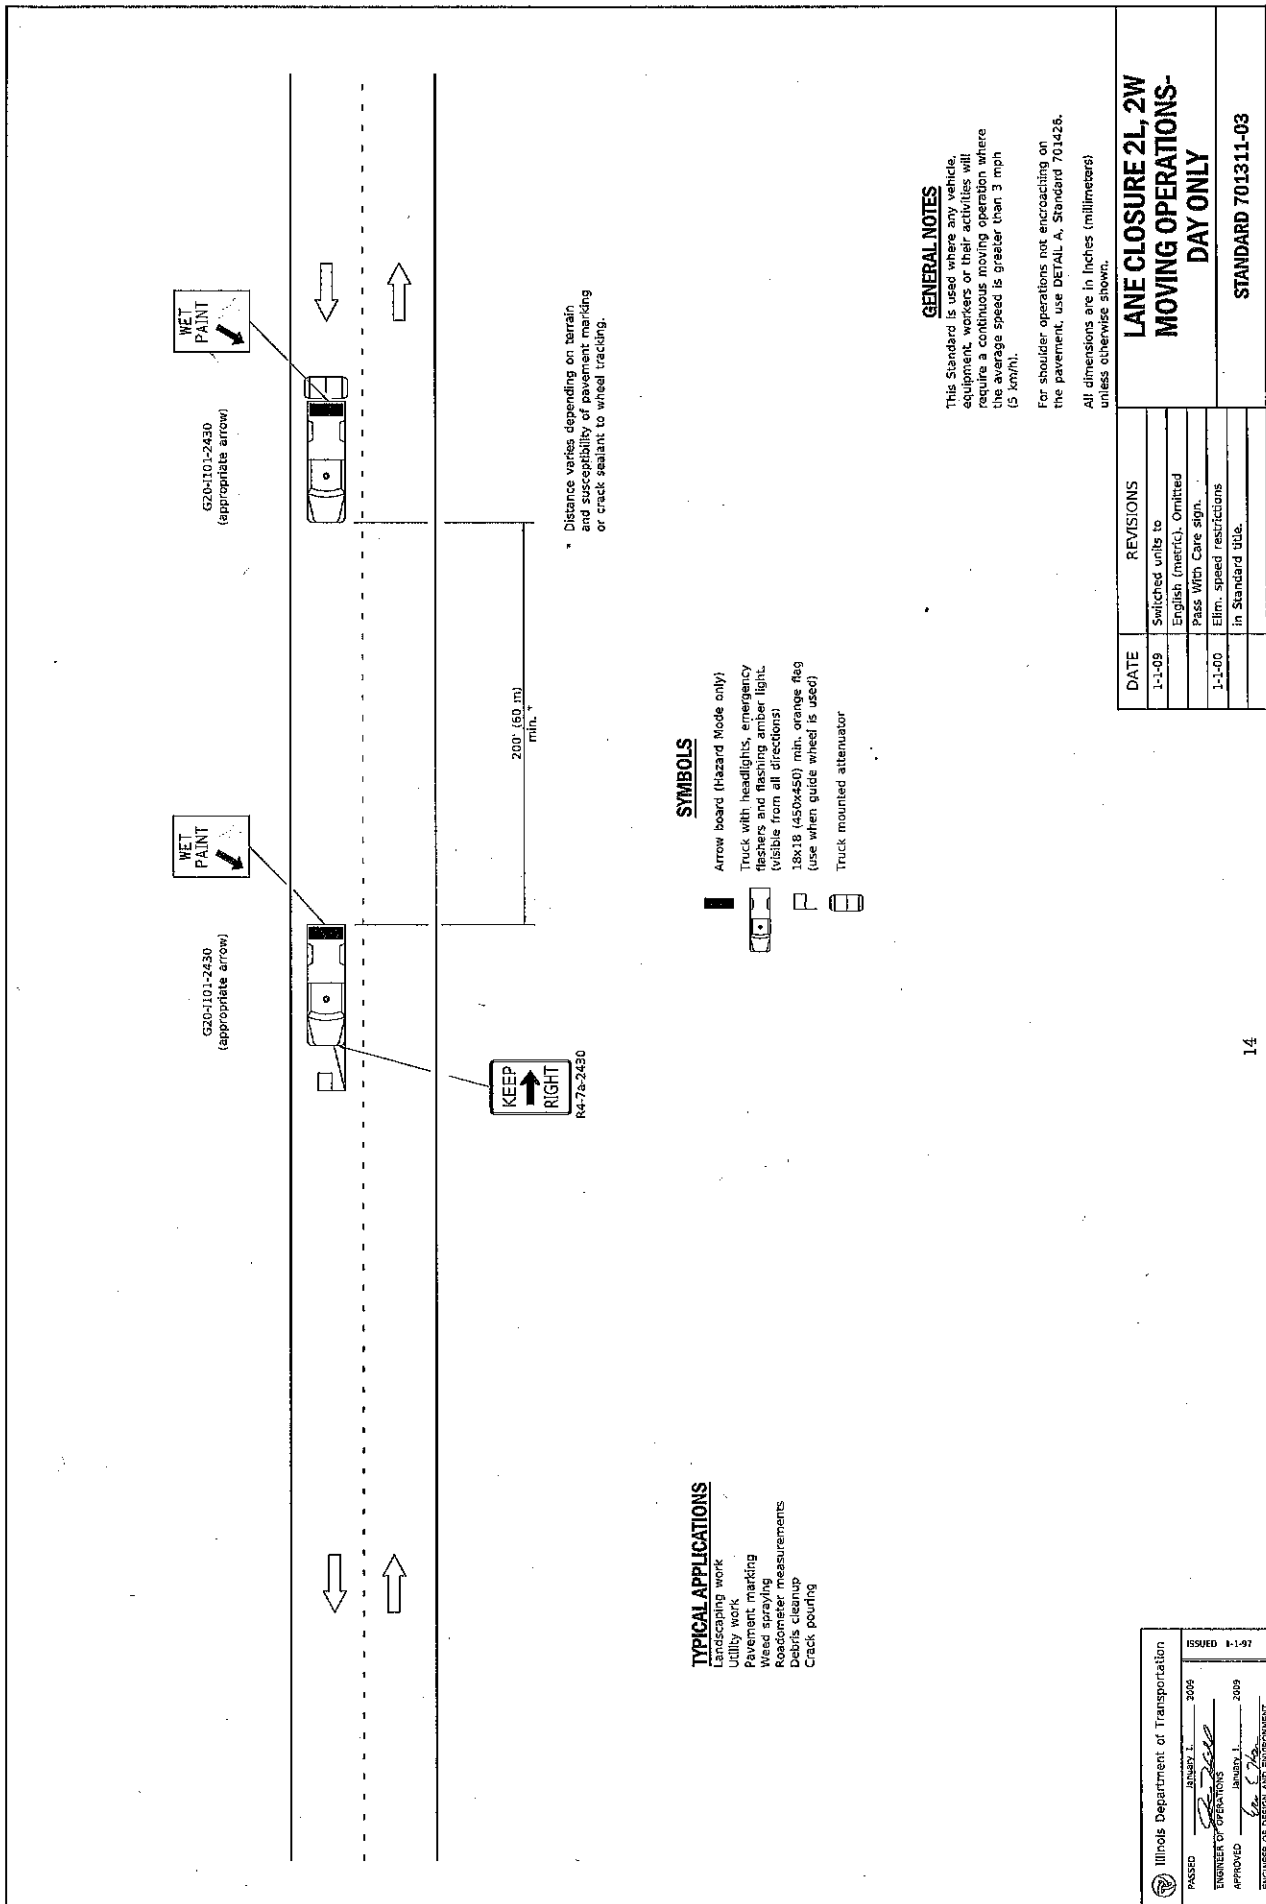 G20-I101-2430
(appropriate arrow)
WET
PAINT
G20-I101-2430
(appropriate arrow)
WET
PAINT
KEEP
RIGHT
R4-7a-2430
200' (60 m)
min. *
* Distance varies depending on terrain
and susceptibility of pavement marking
or crack sealant to wheel tracking.
TYPICAL APPLICATIONS
Landscaping work
Utility work
Pavement marking
Weed spraying
Roadometer measurements
Debris cleanup
Crack pouring
SYMBOLS
Arrow board (Hazard Mode only)
Truck with headlights, emergency
flashers and flashing amber light.
(visible from all directions)
18x18 (450x450) min. orange flag
(use when guide wheel is used)
Truck mounted attenuator
GENERAL NOTES
This Standard is used where any vehicle,
equipment, workers or their activities will
require a continuous moving operation where
the average speed is greater than 3 mph
(5 km/h).
For shoulder operations not encroaching on
the pavement, use DETAIL A, Standard 701426.
All dimensions are in inches (millimeters)
unless otherwise shown.
Illinois Department of Transportation
PASSED January 1, 2009
ENGINEER OF OPERATIONS
APPROVED January 1, 2009
ENGINEER OF DESIGN AND ENVIRONMENT
ISSUED 1-1-97
DATE REVISIONS
1-1-09 Switched units to
English (metric). Omitted
Pass With Care sign.
1-1-00 Elim. speed restrictions
in Standard title.
LANE CLOSURE 2L, 2W
MOVING OPERATIONS-
DAY ONLY
STANDARD 701311-03
14